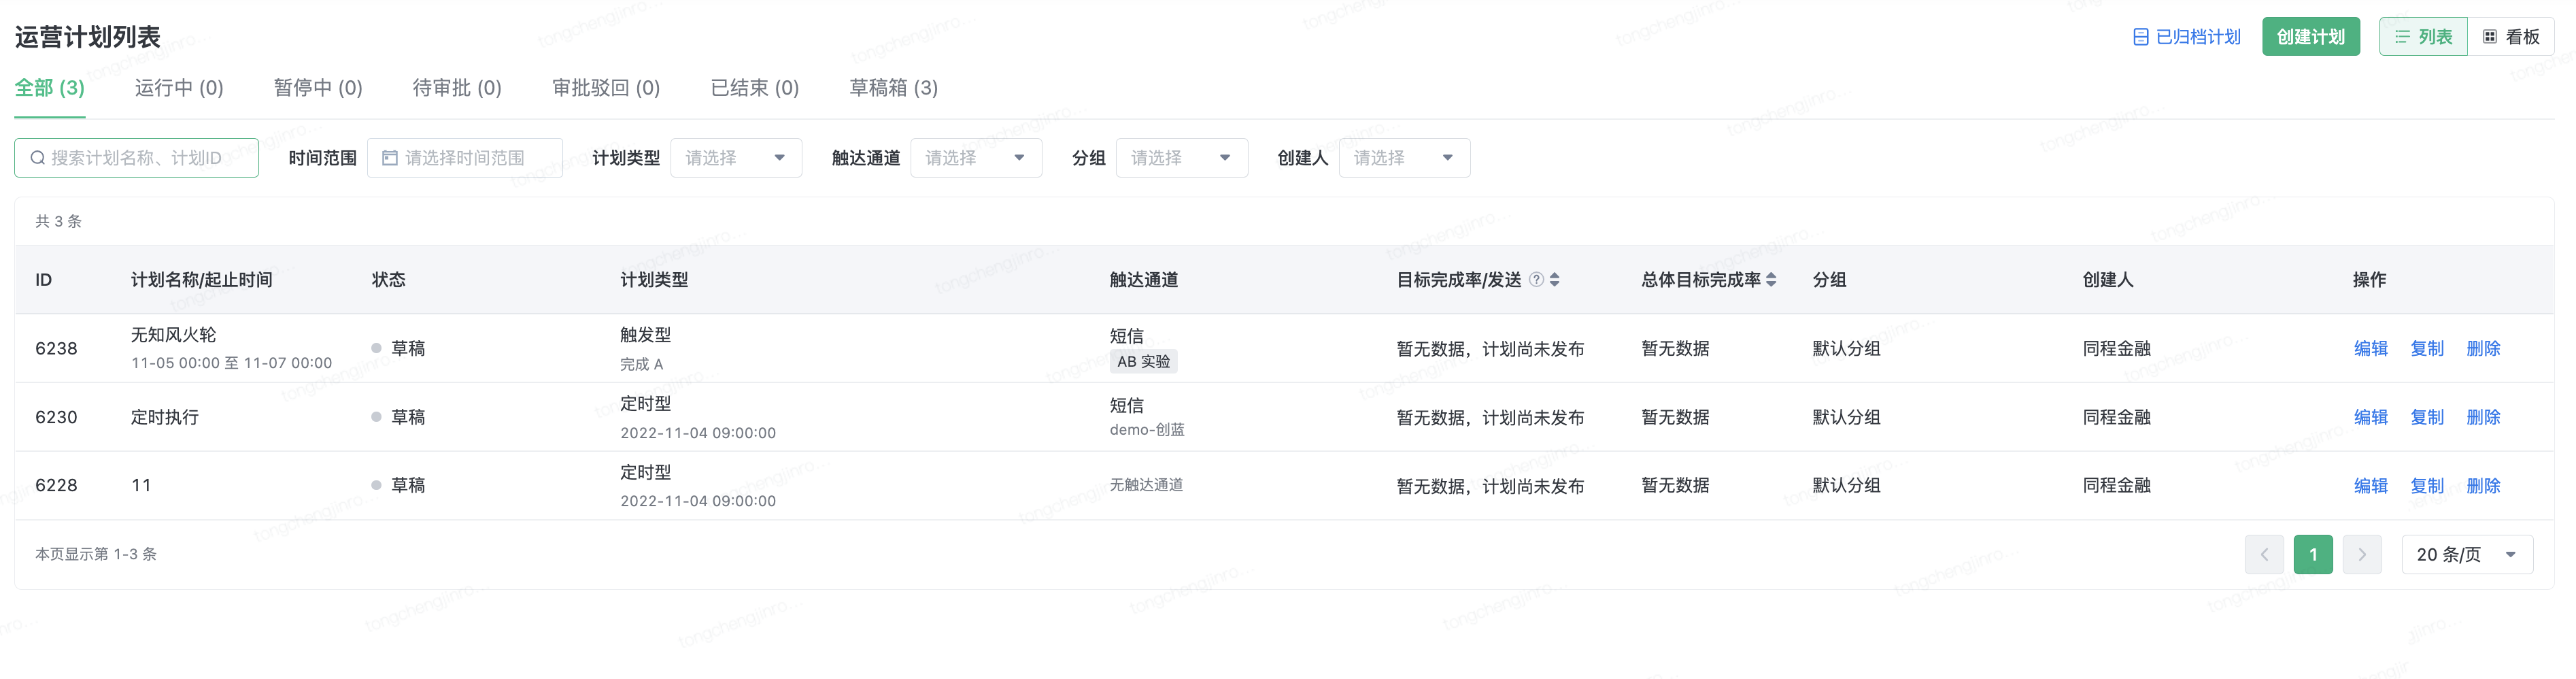 运营计划列表
已归档计划 创建计划 列表 看板
全部 (3) 运行中 (0) 暂停中 (0) 待审批 (0) 审批驳回 (0) 已结束 (0) 草稿箱 (3)
搜索计划名称、计划ID 时间范围 请选择时间范围 计划类型 请选择 触达通道 请选择 分组 请选择 创建人 请选择
共 3 条
ID 计划名称/起止时间 状态 计划类型 触达通道 目标完成率/发送 总体目标完成率 分组 创建人 操作
6238 无知风火轮 草稿 触发型 短信 暂无数据，计划尚未发布 暂无数据 默认分组 同程金融 编辑 复制 删除
11-05 00:00 至 11-07 00:00 完成 A AB 实验
6230 定时执行 草稿 定时型 短信 暂无数据，计划尚未发布 暂无数据 默认分组 同程金融 编辑 复制 删除
2022-11-04 09:00:00 demo-创蓝
6228 11 草稿 定时型 无触达通道 暂无数据，计划尚未发布 暂无数据 默认分组 同程金融 编辑 复制 删除
2022-11-04 09:00:00
本页显示第 1-3 条 1 20 条/页
tongchengjinro...